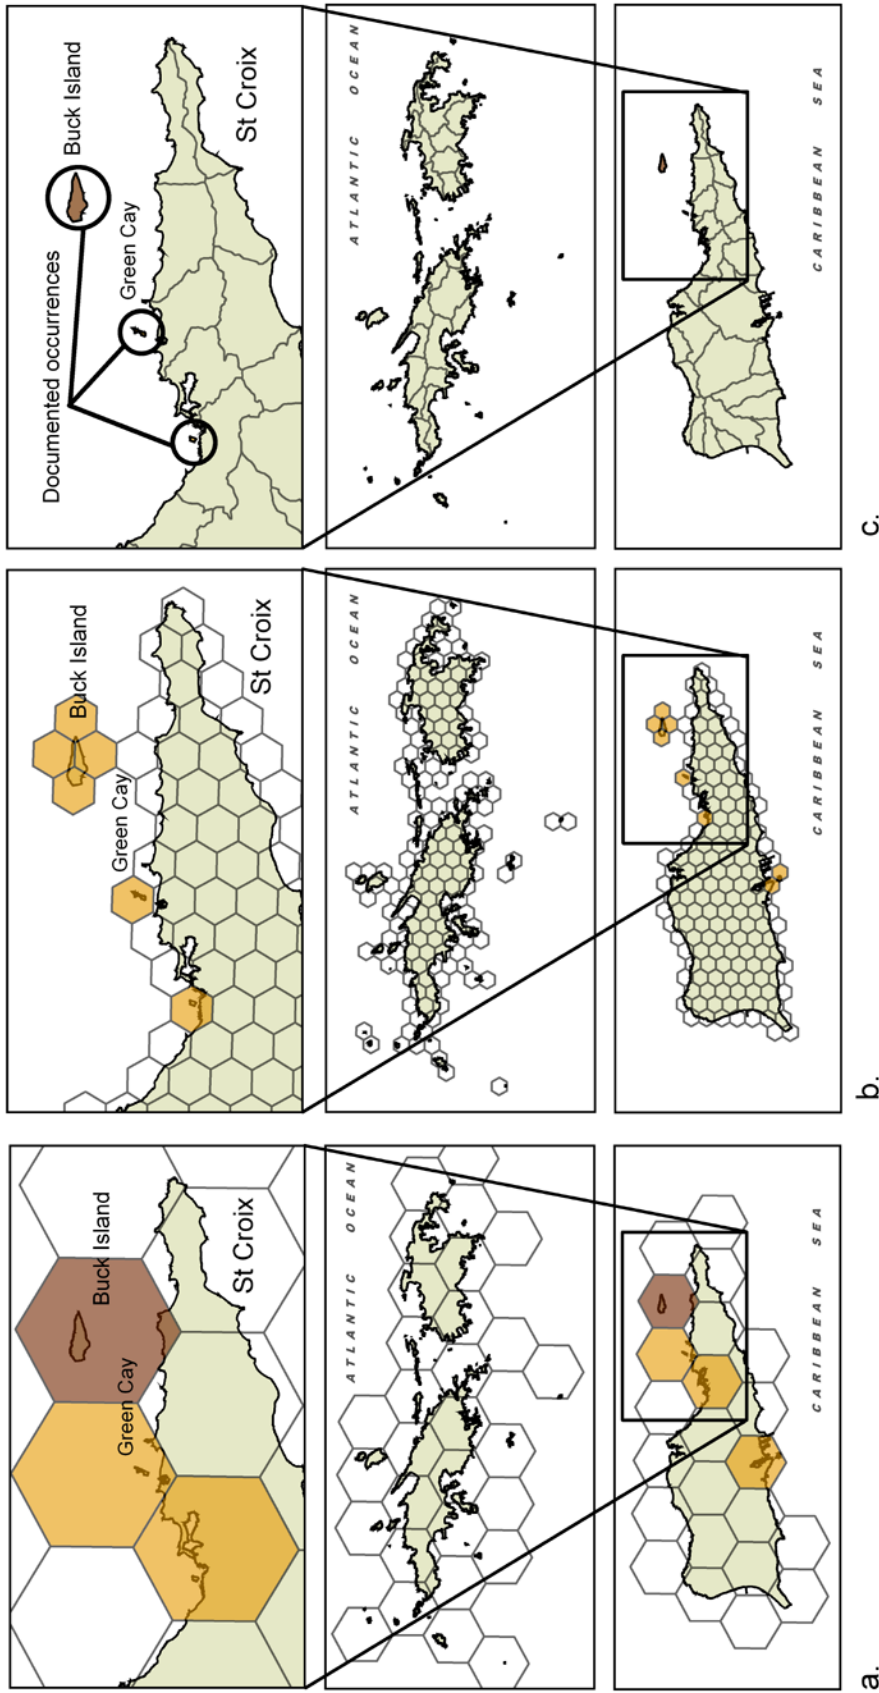 Buck Island
Green Cay
St Croix
ATLANTIC OCEAN
CARIBBEAN SEA
a.
Buck Island
Green Cay
St Croix
ATLANTIC OCEAN
CARIBBEAN SEA
b.
Documented occurrences
Buck Island
Green Cay
St Croix
ATLANTIC OCEAN
CARIBBEAN SEA
c.